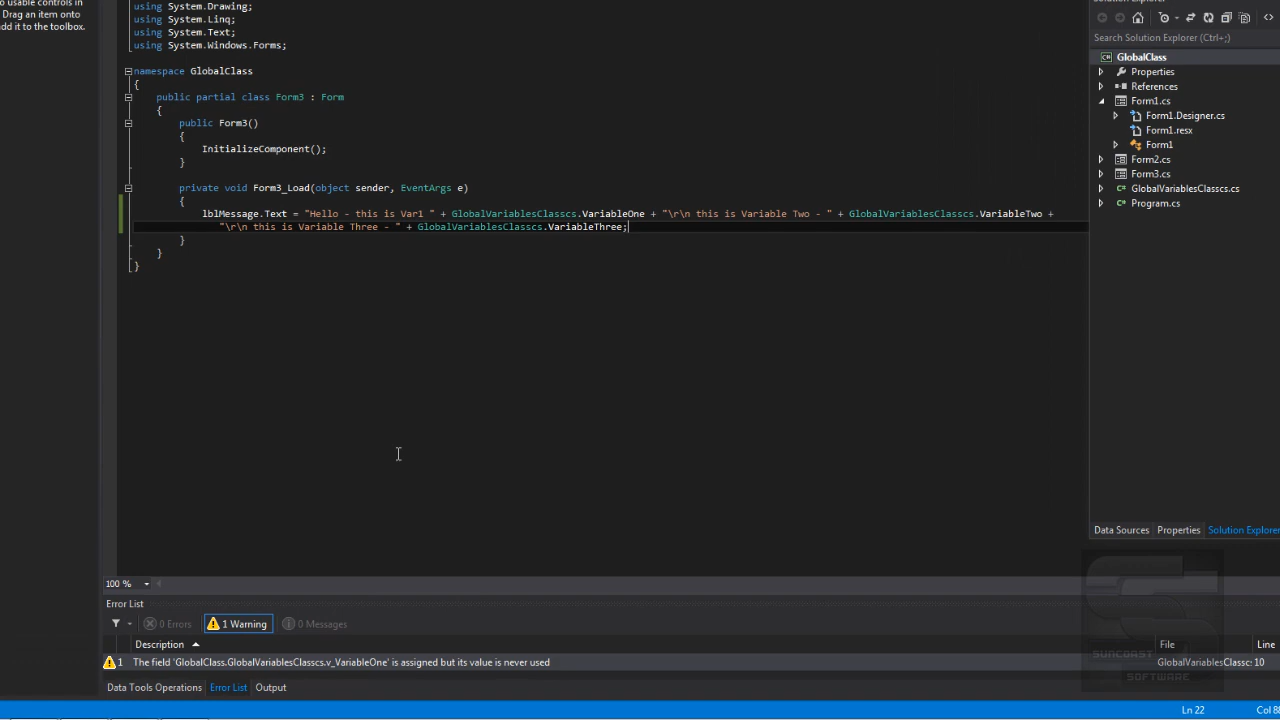 o usable controls in
Drag an item onto
add it to the toolbox.
using System.Drawing;
using System.Linq;
using System.Text;
using System.Windows.Forms;
namespace GlobalClass
{
public partial class Form3 : Form
{
public Form3()
{
InitializeComponent();
}
private void Form3_Load(object sender, EventArgs e)
{
lblMessage.Text = "Hello - this is Var1 " + GlobalVariablesClasscs.VariableOne + "\r\n this is Variable Two - " + GlobalVariablesClasscs.VariableTwo +
"\r\n this is Variable Three - " + GlobalVariablesClasscs.VariableThree;
}
}
}
Search Solution Explorer (Ctrl+;)
GlobalClass
Properties
References
Form1.cs
Form1.Designer.cs
Form1.resx
Form1
Form2.cs
Form3.cs
GlobalVariablesClasscs.cs
Program.cs
Data Sources
Properties
Solution Explorer
100 %
SUNCOAST
SOFTWARE
Error List
0 Errors
1 Warning
0 Messages
Description
File
Line
1
The field 'GlobalClass.GlobalVariablesClasscs.v_VariableOne' is assigned but its value is never used
GlobalVariablesClassc:
10
Data Tools Operations
Error List
Output
Ln 22